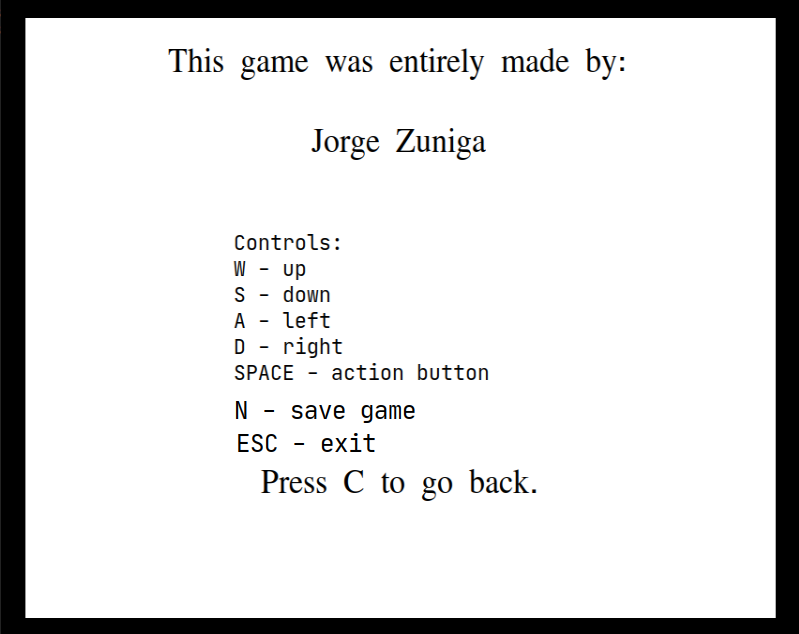 This game was entirely made by:
Jorge Zuniga
Controls:
W - up
S - down
A - left
D - right
SPACE - action button
N - save game
ESC - exit
Press C to go back.